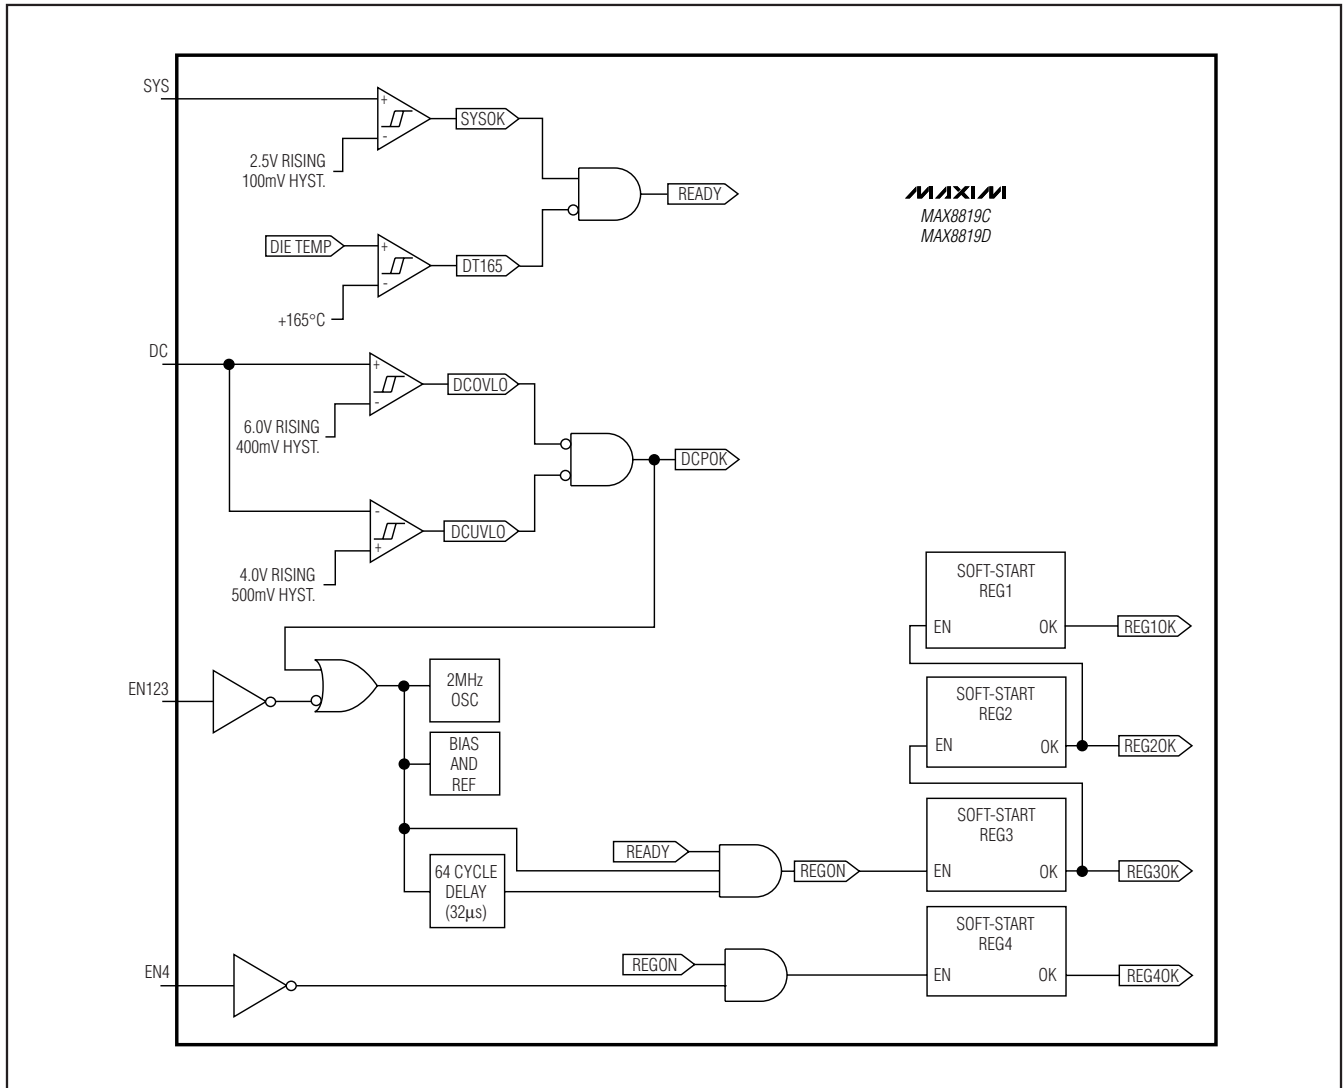 SYS
+
-
SYSOK
2.5V RISING
100mV HYST.
READY
MAXIM
MAX8819C
MAX8819D
DIE TEMP
+
-
DT165
+165°C
DC
+
-
DCOVLO
6.0V RISING
400mV HYST.
DCPOK
-
+
DCUVLO
4.0V RISING
500mV HYST.
SOFT-START
REG1
EN
OK
REG1OK
EN123
2MHz
OSC
SOFT-START
REG2
EN
OK
REG2OK
BIAS
AND
REF
SOFT-START
REG3
EN
OK
REG3OK
READY
REGON
64 CYCLE
DELAY
(32µs)
SOFT-START
REG4
EN
OK
REG4OK
EN4
REGON